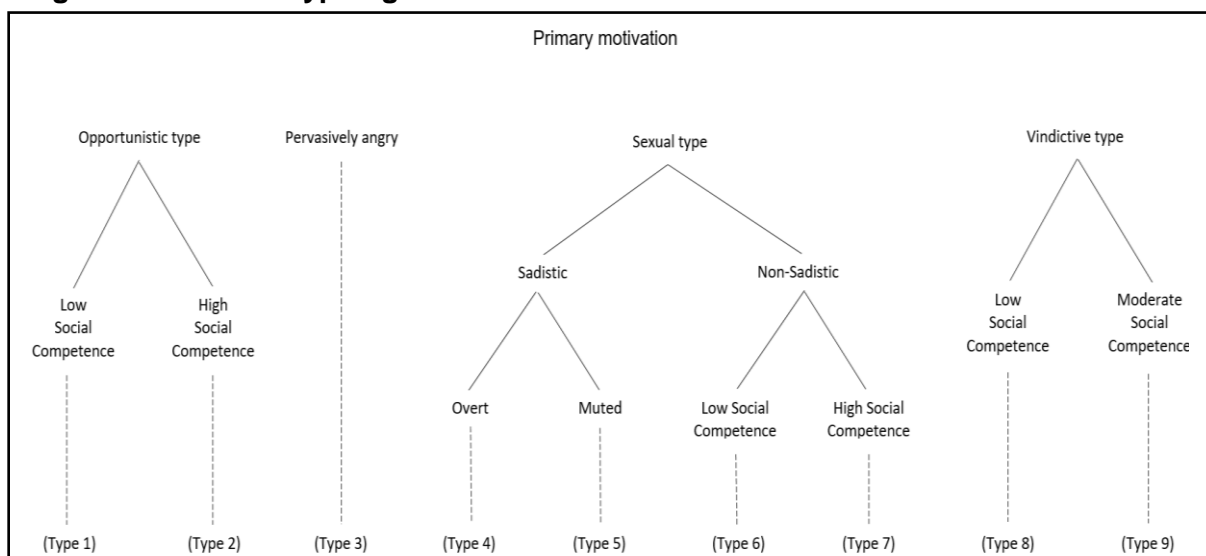 Primary motivation
Opportunistic type
Pervasively angry
Sexual type
Vindictive type
Sadistic
Non-Sadistic
Low
Social
Competence
High
Social
Competence
Low
Social
Competence
Moderate
Social
Competence
Overt
Muted
Low Social
Competence
High Social
Competence
(Type 1)
(Type 2)
(Type 3)
(Type 4)
(Type 5)
(Type 6)
(Type 7)
(Type 8)
(Type 9)